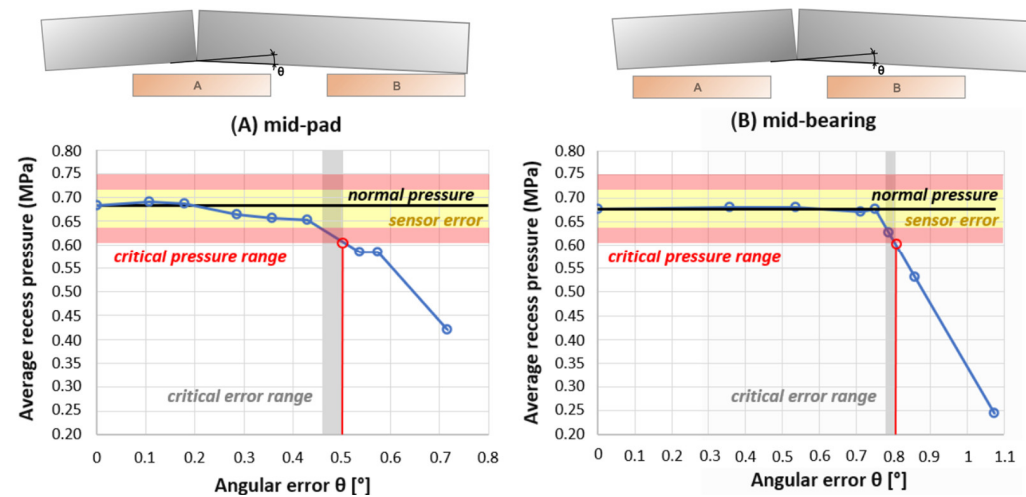 θ
A
B
(A) mid-pad
Average recess pressure (MPa)
0.80
0.75
0.70
0.65
0.60
0.55
0.50
0.45
0.40
0.35
0.30
0.25
0.20
normal pressure
sensor error
critical pressure range
critical error range
0 0.1 0.2 0.3 0.4 0.5 0.6 0.7 0.8
Angular error θ [°]
θ
A
B
(B) mid-bearing
Average recess pressure (MPa)
0.80
0.75
0.70
0.65
0.60
0.55
0.50
0.45
0.40
0.35
0.30
0.25
0.20
normal pressure
sensor error
critical pressure range
critical error range
0 0.1 0.2 0.3 0.4 0.5 0.6 0.7 0.8 0.9 1 1.1
Angular error θ [°]